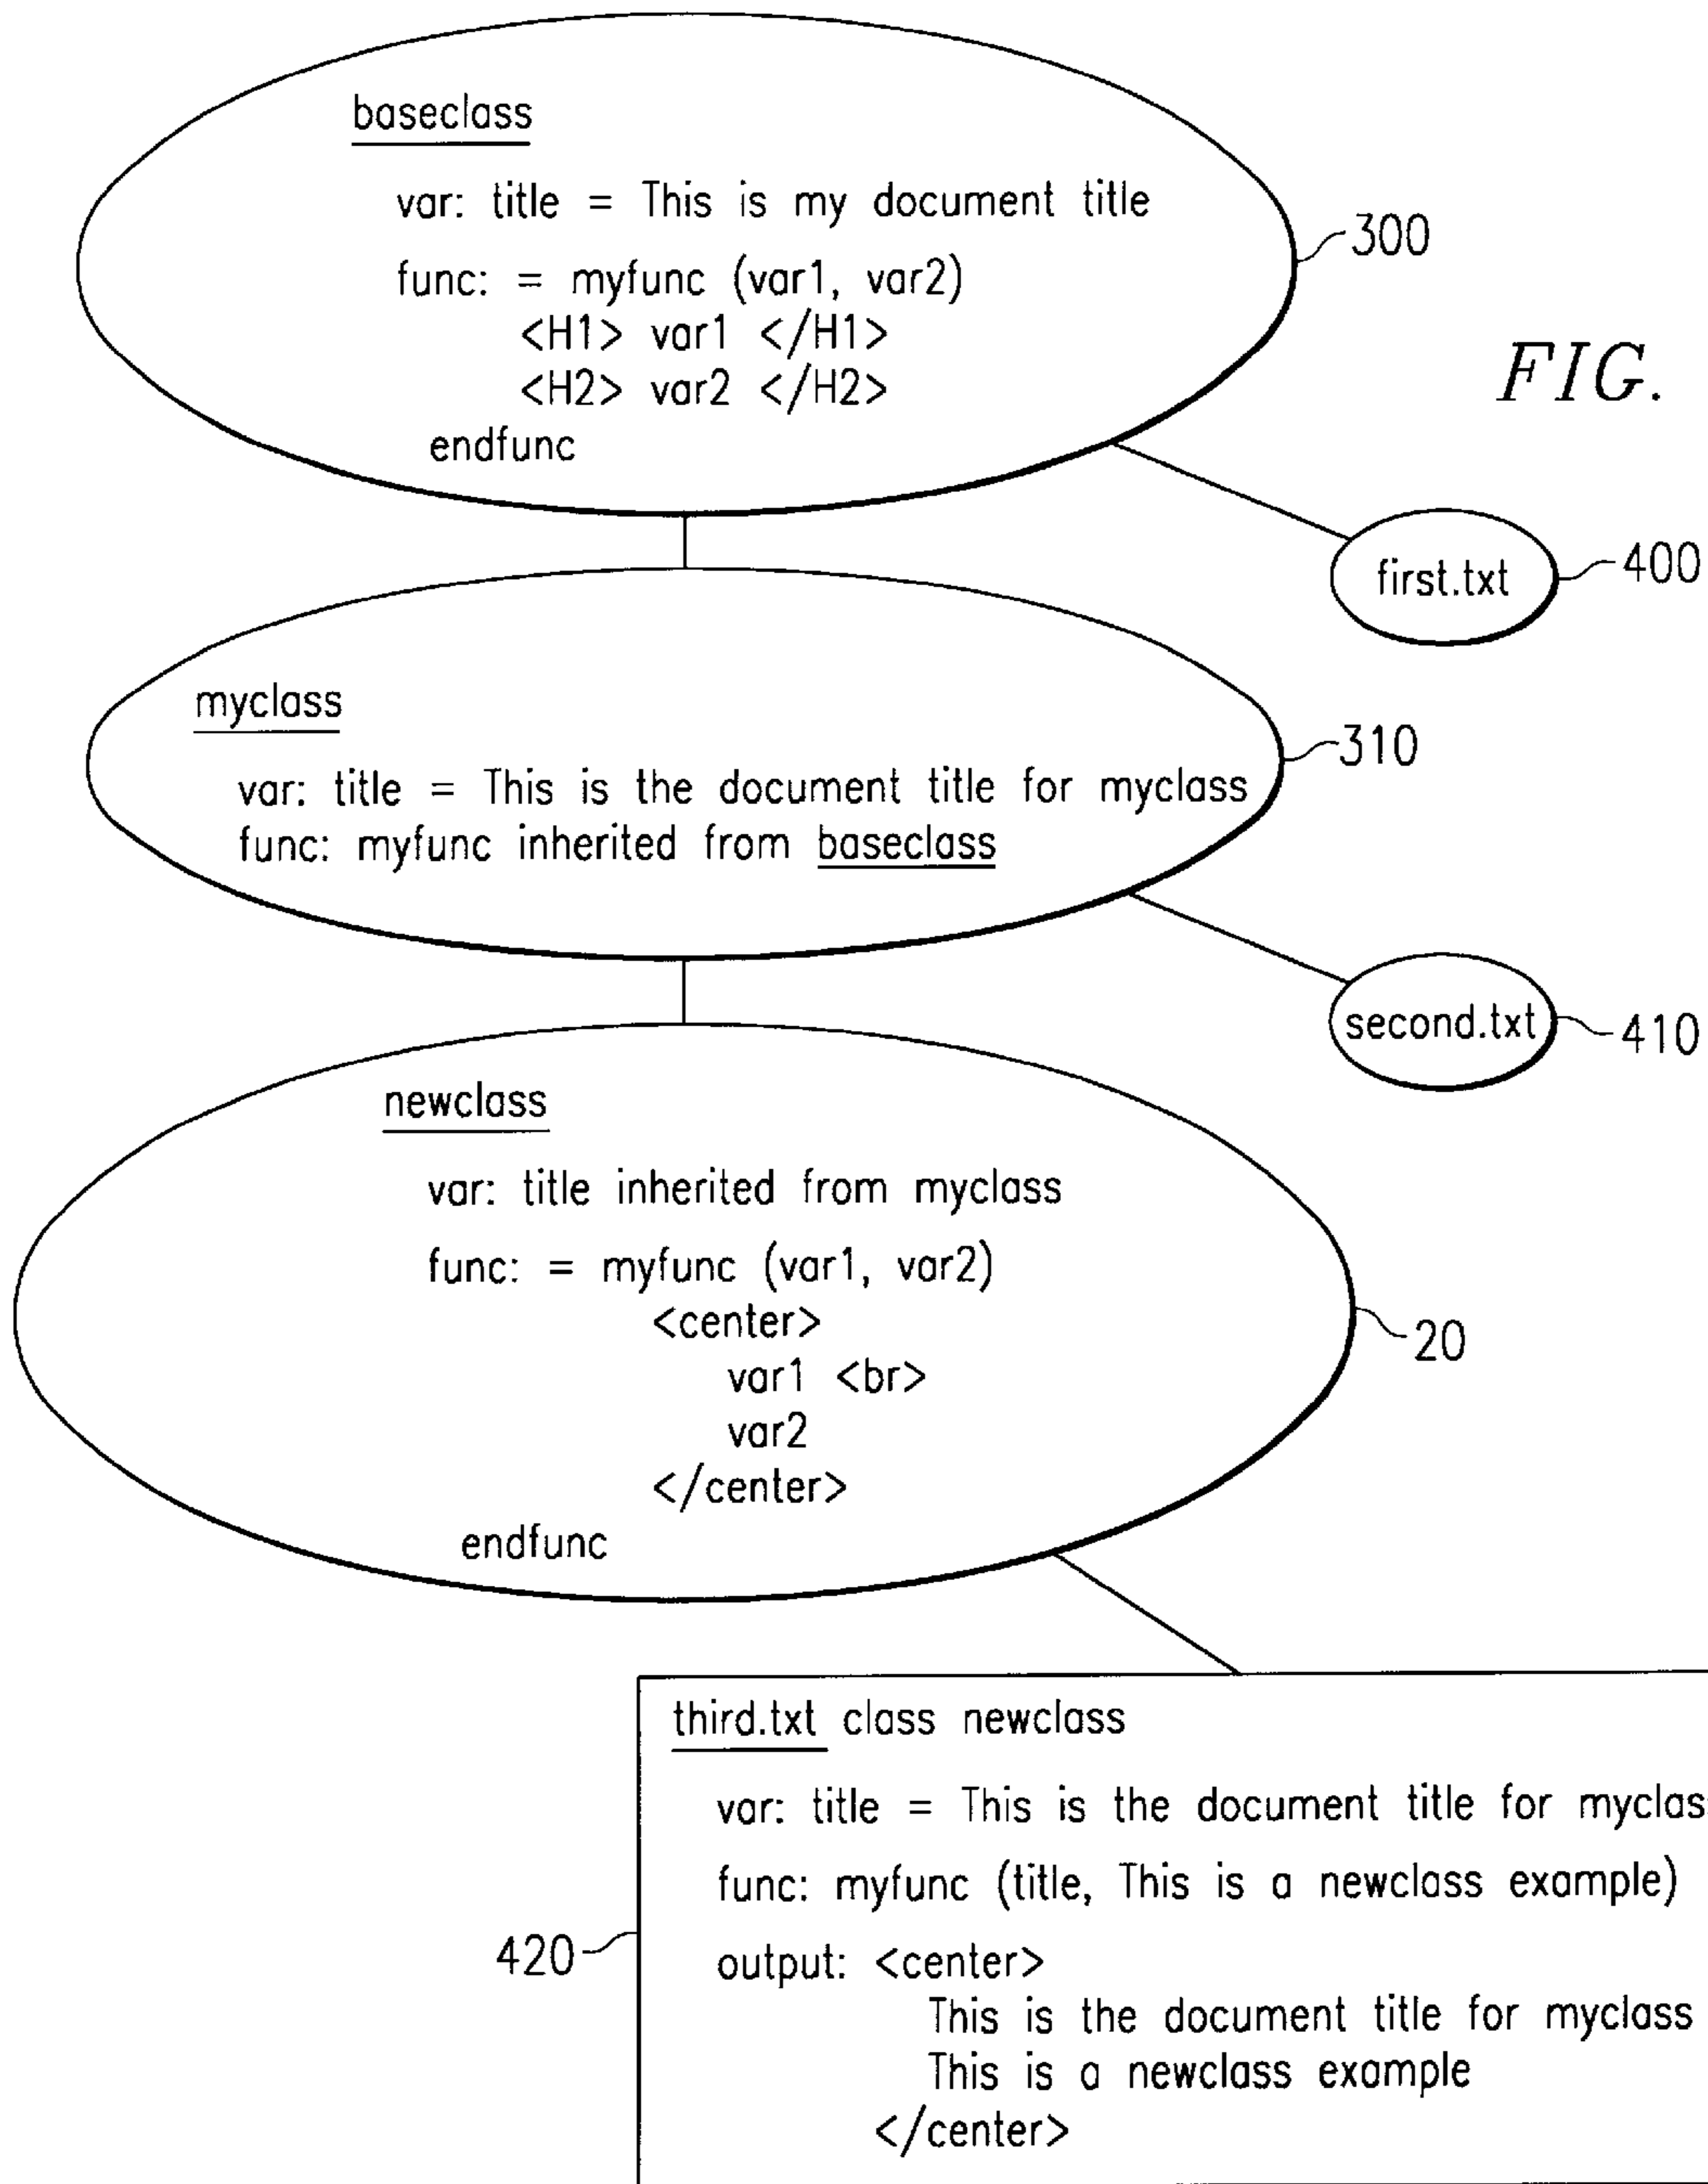 baseclass
var: title = This is my document title
300
func: = myfunc (var1, var2)
<H1> var1 </H1>
<H2> var2 </H2>
FIG.
endfunc
first.txt
400
myclass
310
var: title = This is the document title for myclass
func: myfunc inherited from baseclass
second.txt
410
newclass
var: title inherited from myclass
func: = myfunc (var1, var2)
<center>
20
var1 <br>
var2
</center>
endfunc
third.txt class newclass
var: title = This is the document title for myclas
func: myfunc (title, This is a newclass example)
420
output: <center>
This is the document title for myclass
This is a newclass example
</center>